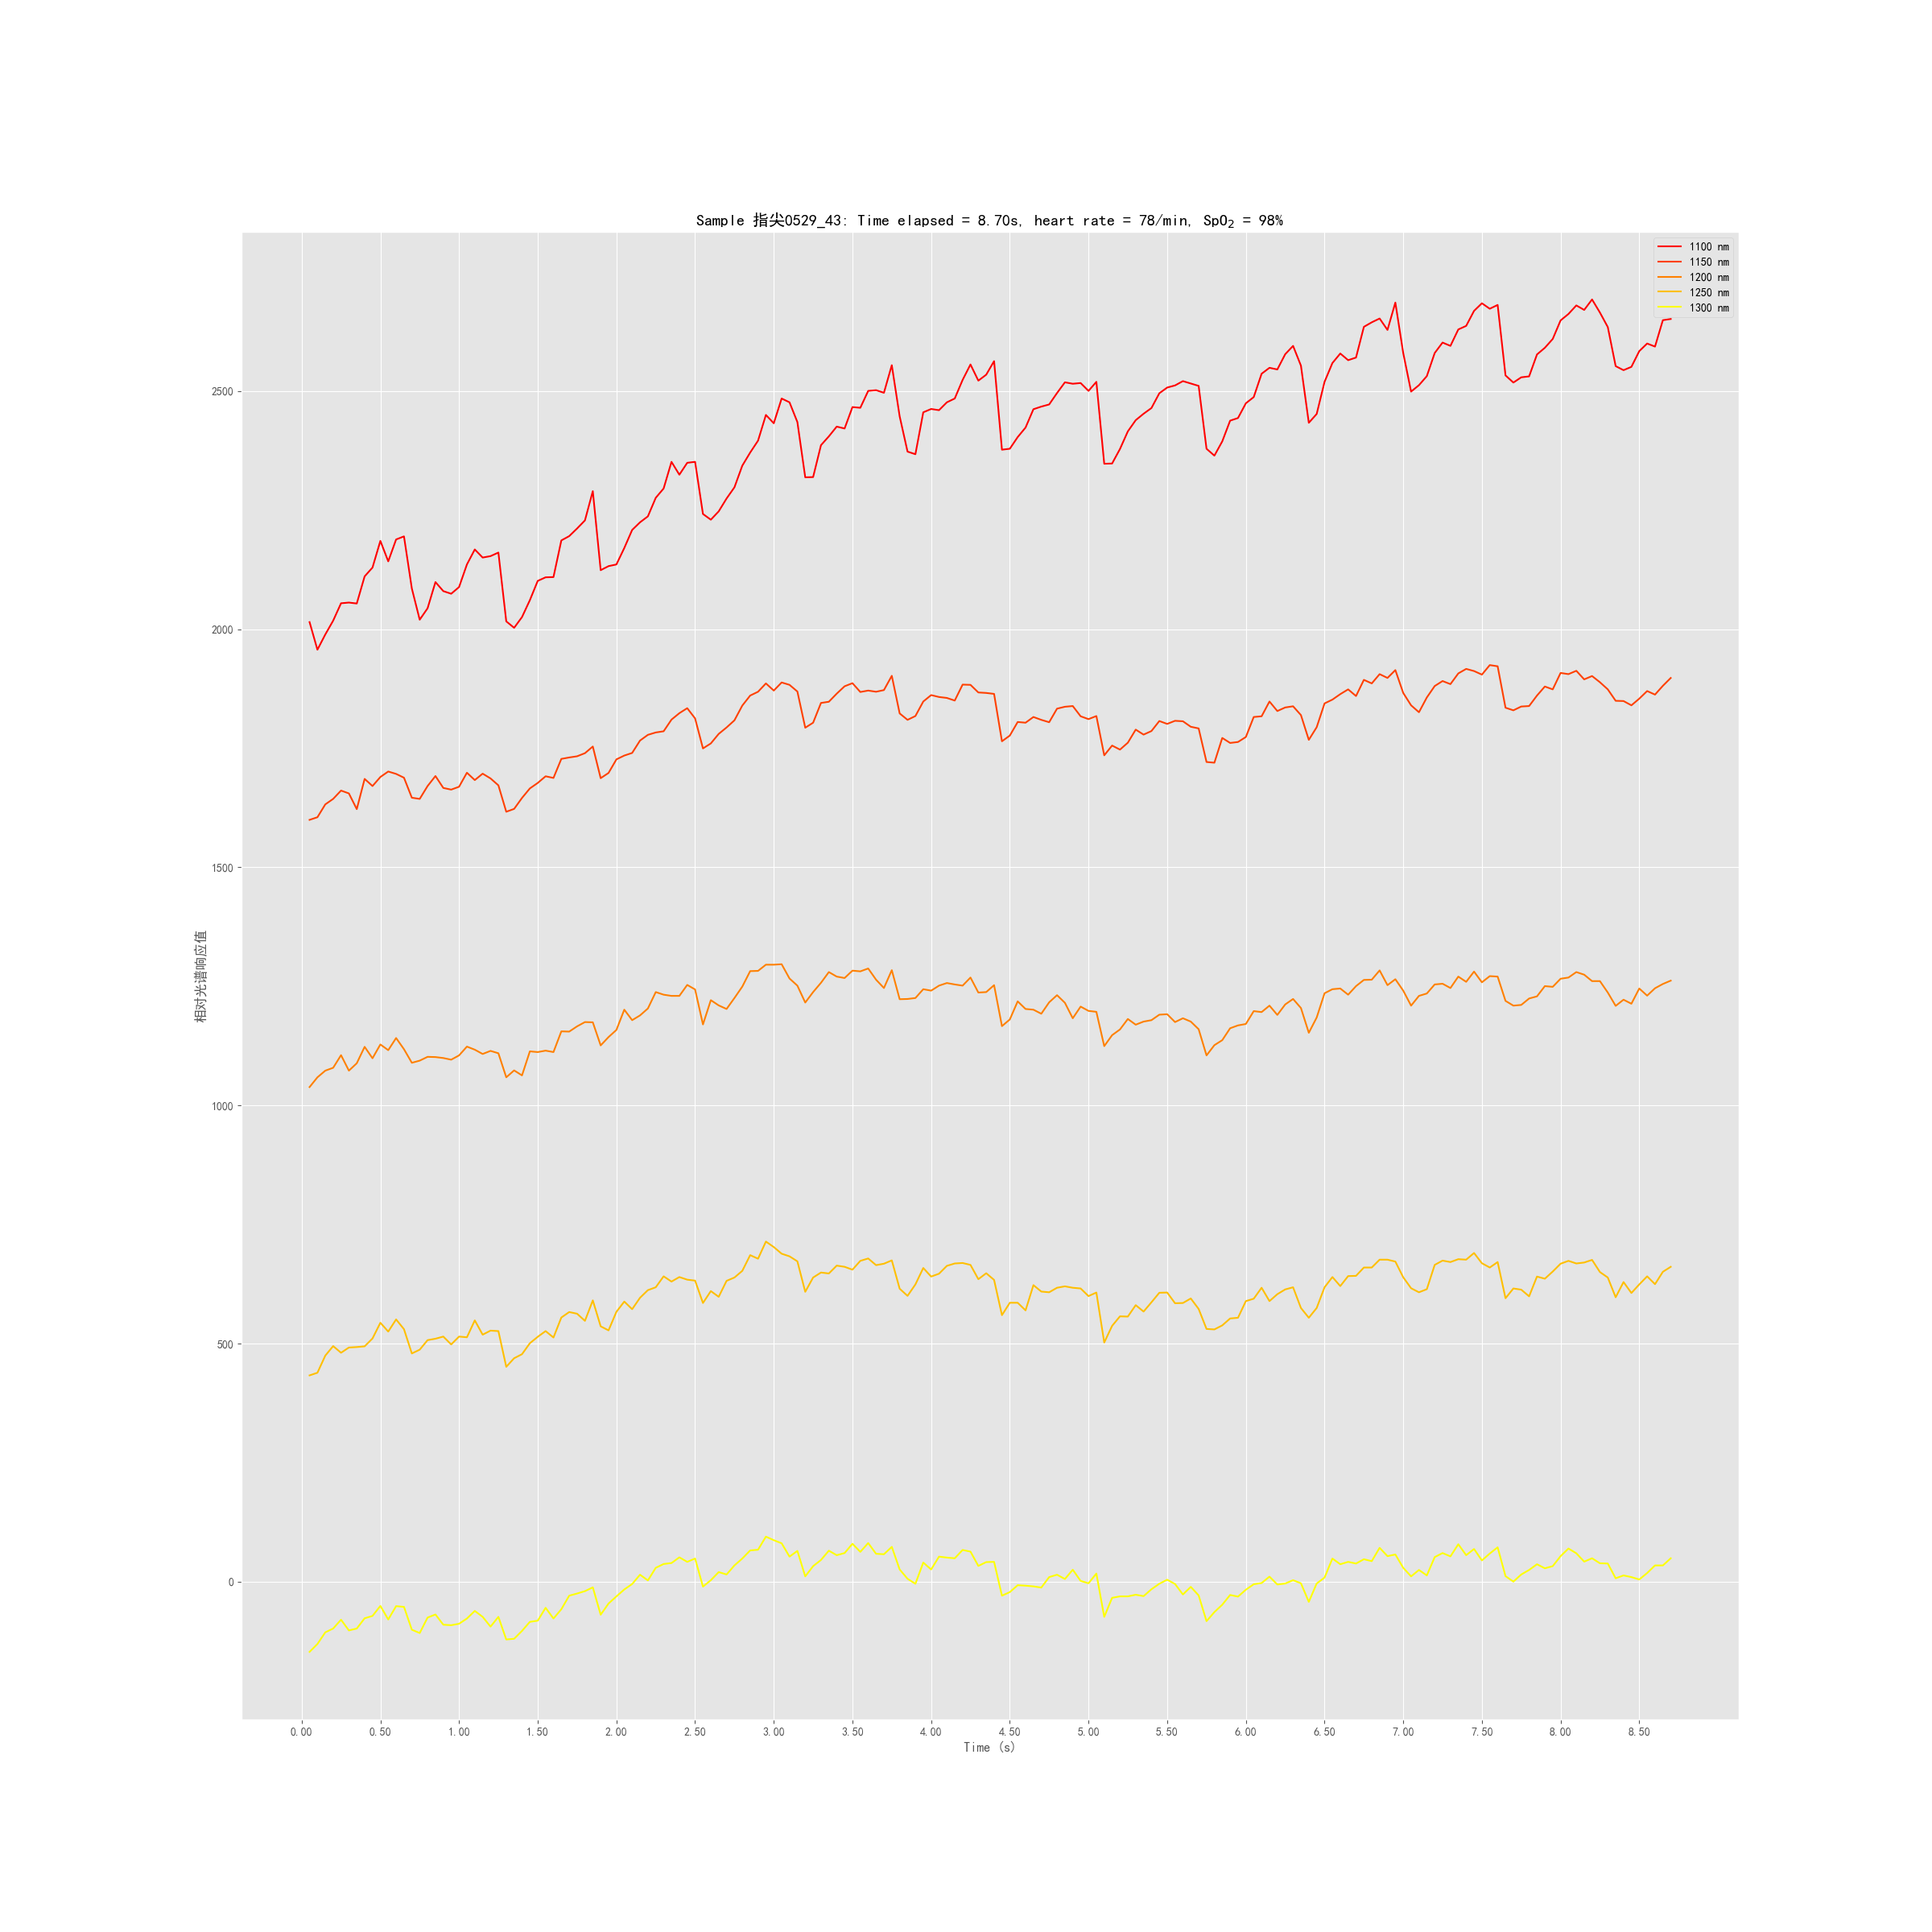 Sample 指尖0529_43: Time elapsed = 8.70s, heart rate = 78/min, SpO₂ = 98%
1100 nm
1150 nm
1200 nm
1250 nm
1300 nm
相对光谱响应值
2500
2000
1500
1000
500
0
0.00 0.50 1.00 1.50 2.00 2.50 3.00 3.50 4.00 4.50 5.00 5.50 6.00 6.50 7.00 7.50 8.00 8.50
Time (s)